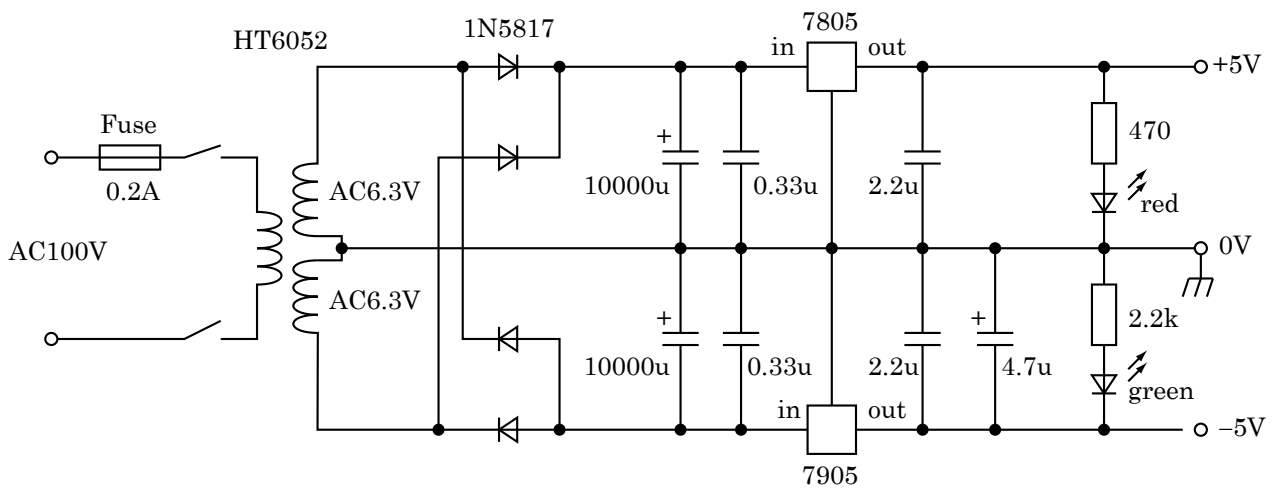 7805
1N5817
HT6052
in
out
+5V
Fuse
+
470
0.2A
AC6.3V
10000u
0.33u
2.2u
red
AC100V
0V
AC6.3V
+
+
2.2k
10000u
0.33u
2.2u
4.7u
green
in
out
–5V
7905